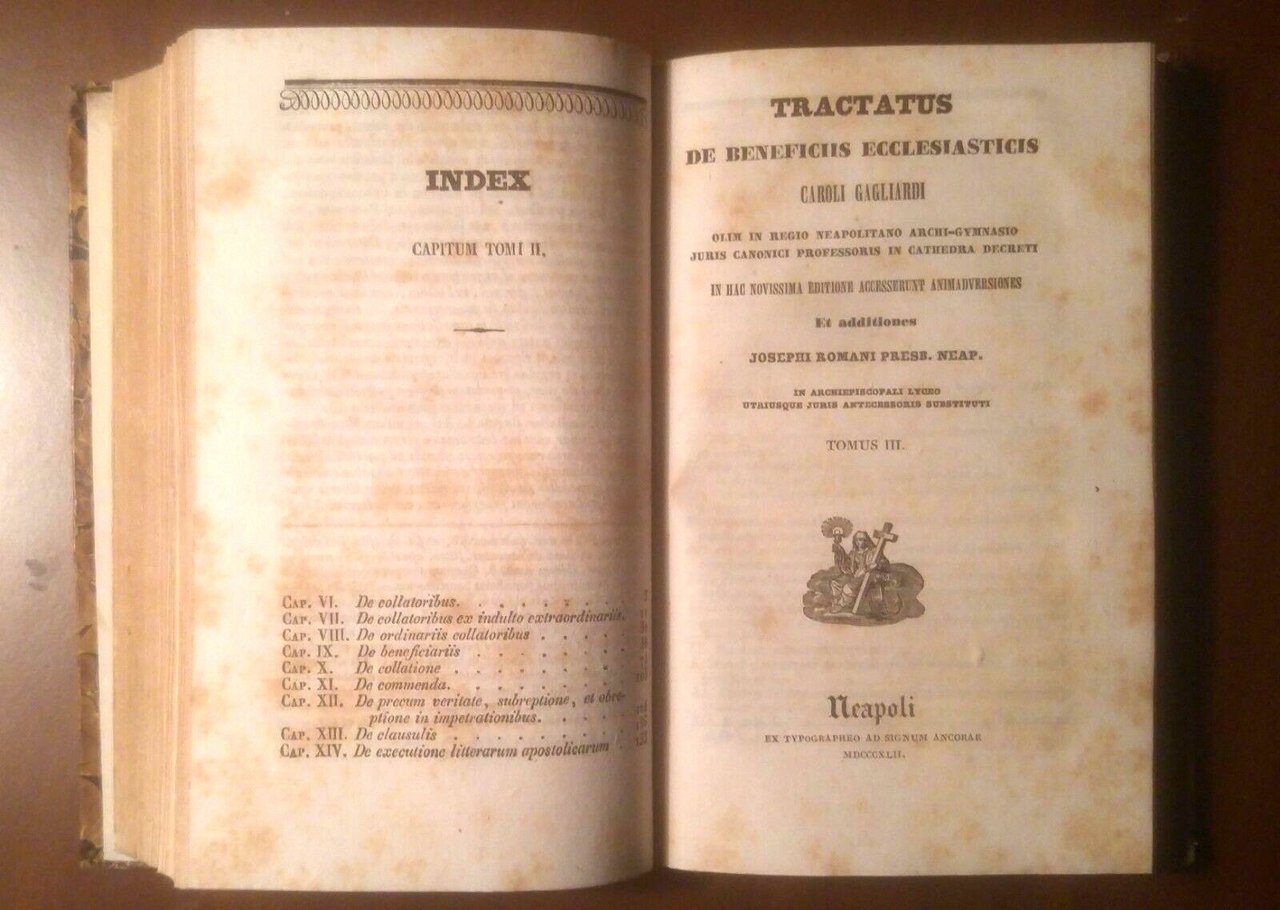 INDEX
CAPITUM TOMI II.
CAP. VI. De collatoribus. . . . . . . . 3
CAP. VII. De collatoribus ex indulto extraordinariis.
CAP. VIII. De ordinariis collatoribus . . . . .
CAP. IX. De beneficiariis . . . . . . . .
CAP. X. De collatione . . . . . . . . .
CAP. XI. De commenda. . . . . . . . .
CAP. XII. De precum veritate, subreptione, et obre-
ptione in impetrationibus. . . . . .
CAP. XIII. De clausulis . . . . . . . .
CAP. XIV. De executione litterarum apostolicarum .
TRACTATUS
DE BENEFICIIS ECCLESIASTICIS
CAROLI GAGLIARDI
OLIM IN REGIO NEAPOLITANO ARCHI-GYMNASIO
JURIS CANONICI PROFESSORIS IN CATHEDRA DECRETI
IN HAC NOVISSIMA EDITIONE ACCESSERUNT ANIMADVERSIONES
Et additiones
JOSEPHI ROMANI PRESB. NEAP.
IN ARCHIEPISCOPALI LYCEO
UTRIUSQUE JURIS ANTECESSORIS SUBSTITUTI
TOMUS III.
Neapoli
EX TYPOGRAPHEO AD SIGNUM ANCORAE
MDCCCXLII.